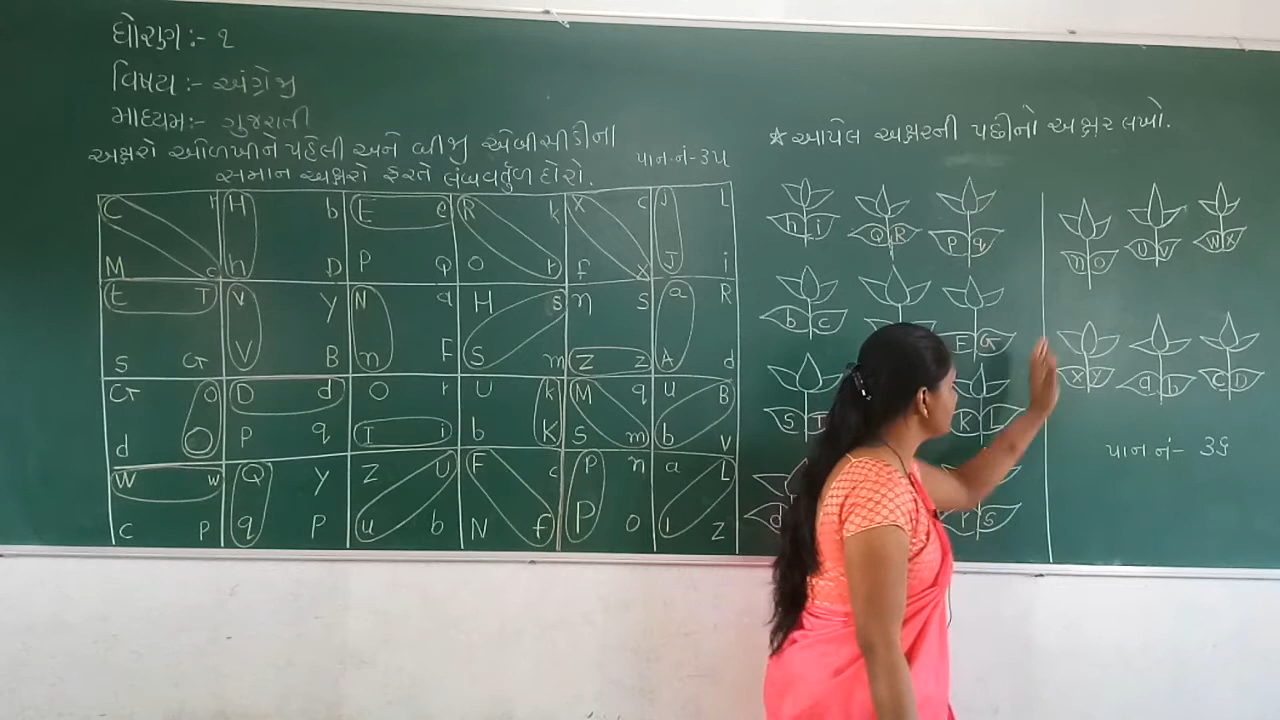 ધોરણ:- ૧
વિષય:- અંગ્રેજી
માધ્યમ:- ગુજરાતી
અક્ષરો ઓળખીને પહેલી અને બીજી એબીસીડીના
સમાન અક્ષરો ફરતે લંબવર્તુળ દોરો.
પાન.નં-૩૫
C r H b E e R k X c J L
M c h D P Q O r f x J i
t T V y N q H s n s a R
S G V B n F S m Z z A d
G o D d O r U k M q u B
d O P q I i b K S m b v
W w Q y Z U F c P n a L
c P q P u b N f P o l Z
★ આપેલ અક્ષરની પછીનો અક્ષર લખો.
h i Q R P q
b c
F G
S T K L
d r S
n o U V W X
X Y a b C D
પાન નં- ૩૬